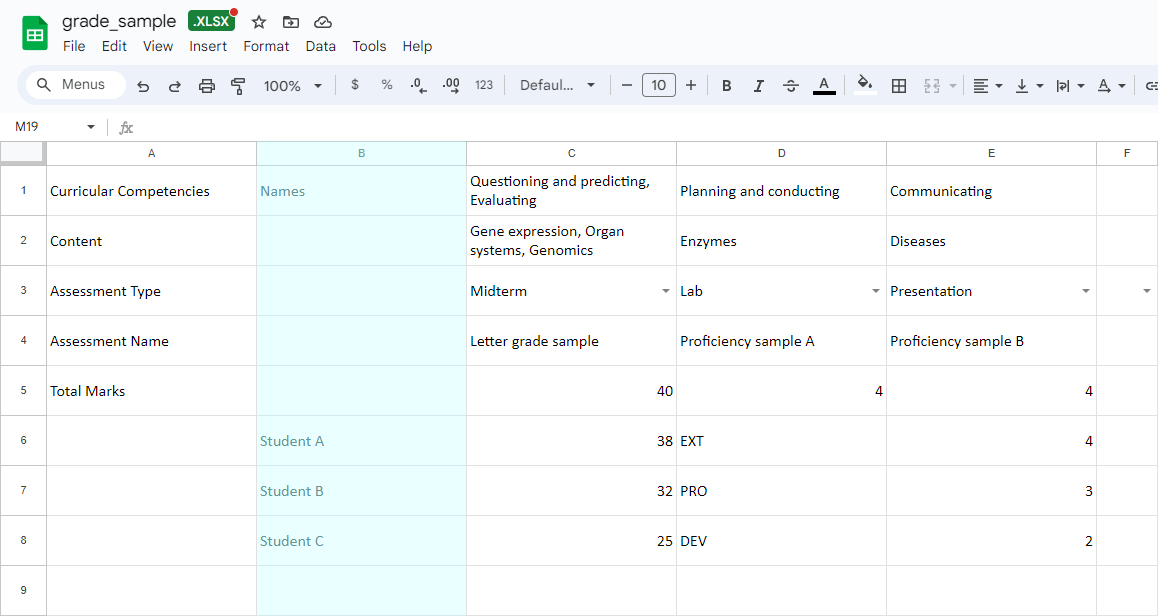 grade_sample .XLSX
File Edit View Insert Format Data Tools Help
Menus 100% $ % .0 .00 123 Defaul... 10 B I S A A
M19 fx
A B C D E F
1 Curricular Competencies Names Questioning and predicting, Planning and conducting Communicating
Evaluating
2 Content Gene expression, Organ Enzymes Diseases
systems, Genomics
3 Assessment Type Midterm Lab Presentation
4 Assessment Name Letter grade sample Proficiency sample A Proficiency sample B
5 Total Marks 40 4 4
6 Student A 38 EXT 4
7 Student B 32 PRO 3
8 Student C 25 DEV 2
9